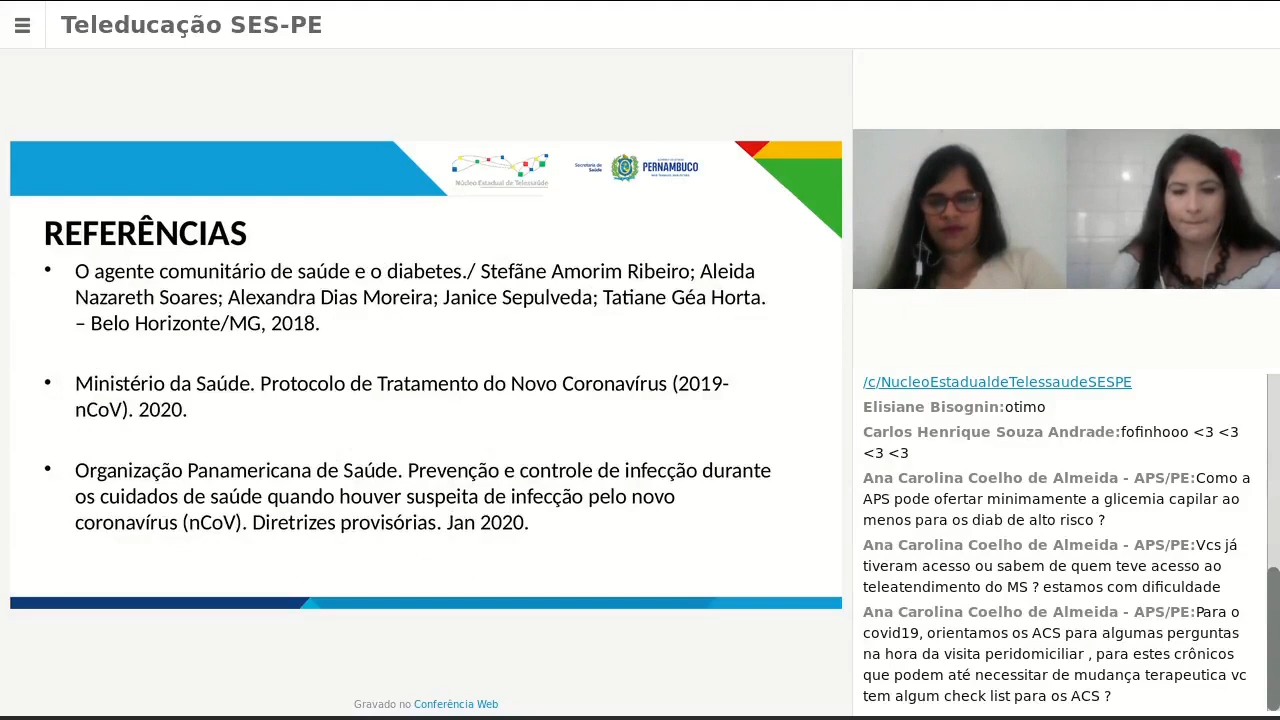 Teleducação SES-PE
Núcleo Estadual de Telessaúde
Secretaria de
Saúde
PERNAMBUCO
REFERÊNCIAS
• O agente comunitário de saúde e o diabetes./ Stefãne Amorim Ribeiro; Aleida
Nazareth Soares; Alexandra Dias Moreira; Janice Sepulveda; Tatiane Géa Horta.
– Belo Horizonte/MG, 2018.
• Ministério da Saúde. Protocolo de Tratamento do Novo Coronavírus (2019-
nCoV). 2020.
• Organização Panamericana de Saúde. Prevenção e controle de infecção durante
os cuidados de saúde quando houver suspeita de infecção pelo novo
coronavírus (nCoV). Diretrizes provisórias. Jan 2020.
Gravado no Conferência Web
/c/NucleoEstadualdeTelessaudeSESPE
Elisiane Bisognin:otimo
Carlos Henrique Souza Andrade:fofinhooo <3 <3
<3 <3
Ana Carolina Coelho de Almeida - APS/PE:Como a
APS pode ofertar minimamente a glicemia capilar ao
menos para os diab de alto risco ?
Ana Carolina Coelho de Almeida - APS/PE:Vcs já
tiveram acesso ou sabem de quem teve acesso ao
teleatendimento do MS ? estamos com dificuldade
Ana Carolina Coelho de Almeida - APS/PE:Para o
covid19, orientamos os ACS para algumas perguntas
na hora da visita peridomiciliar , para estes crônicos
que podem até necessitar de mudança terapeutica vc
tem algum check list para os ACS ?